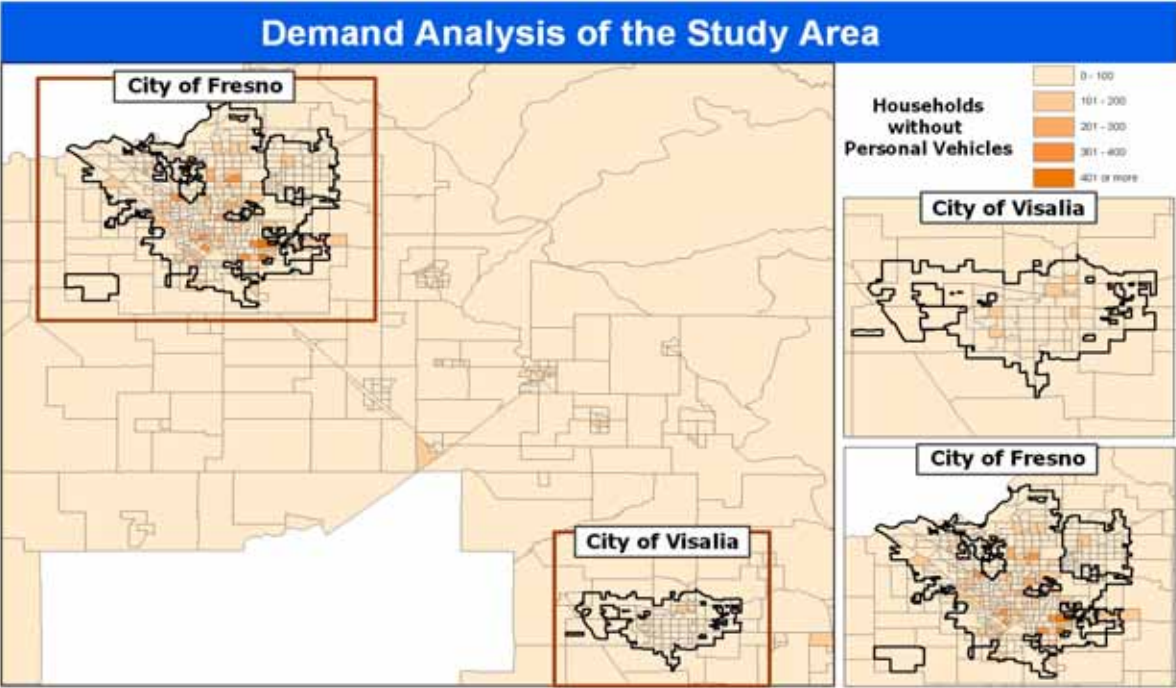 Demand Analysis of the Study Area
City of Fresno
Households
without
Personal Vehicles
0 - 100
101 - 200
201 - 300
301 - 400
401 or more
City of Visalia
City of Fresno
City of Visalia